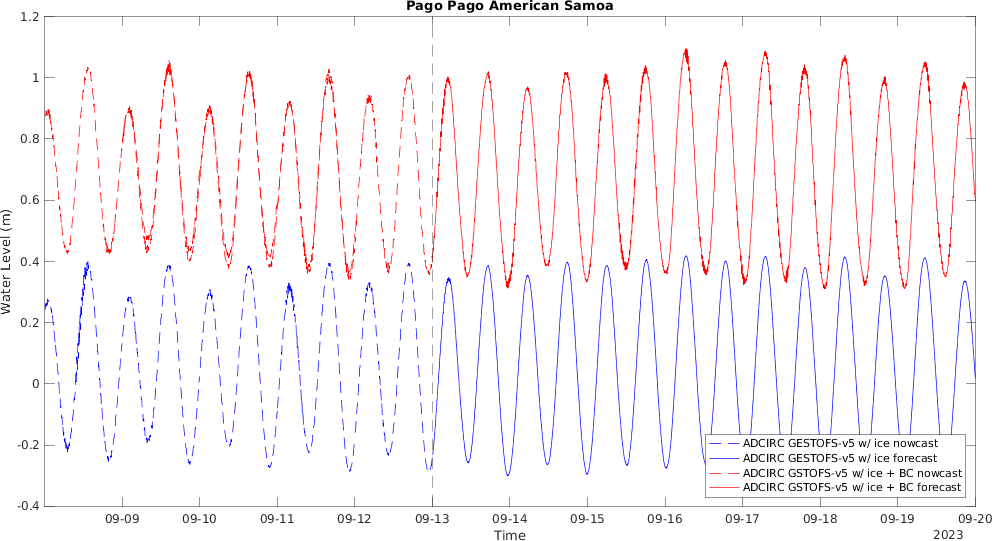 Pago Pago American Samoa
1.2
1
0.8
0.6
0.4
0.2
0
-0.2
-0.4
Water Level (m)
ADCIRC GESTOFS-v5 w/ ice nowcast
ADCIRC GESTOFS-v5 w/ ice forecast
ADCIRC GSTOFS-v5 w/ ice + BC nowcast
ADCIRC GSTOFS-v5 w/ ice + BC forecast
09-09 09-10 09-11 09-12 09-13 09-14 09-15 09-16 09-17 09-18 09-19 09-20
Time
2023